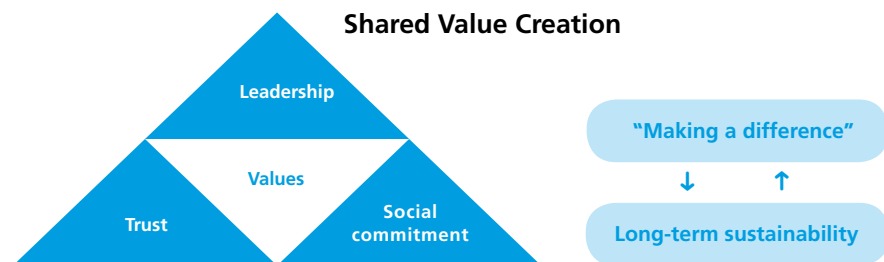 Shared Value Creation
Leadership
Values
Trust
Social
commitment
“Making a difference”
↓ ↑
Long-term sustainability